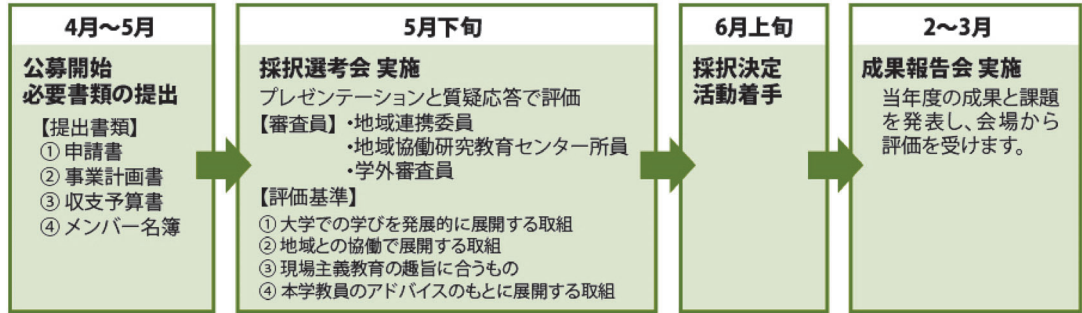 4月～5月
公募開始
必要書類の提出
【提出書類】
① 申請書
② 事業計画書
③ 収支予算書
④ メンバー名簿
5月下旬
採択選考会 実施
プレゼンテーションと質疑応答で評価
【審査員】・地域連携委員
・地域協働研究教育センター所員
・学外審査員
【評価基準】
① 大学での学びを発展的に展開する取組
② 地域との協働で展開する取組
③ 現場主義教育の趣旨に合うもの
④ 本学教員のアドバイスのもとに展開する取組
6月上旬
採択決定
活動着手
2～3月
成果報告会 実施
当年度の成果と課題
を発表し、会場から
評価を受けます。